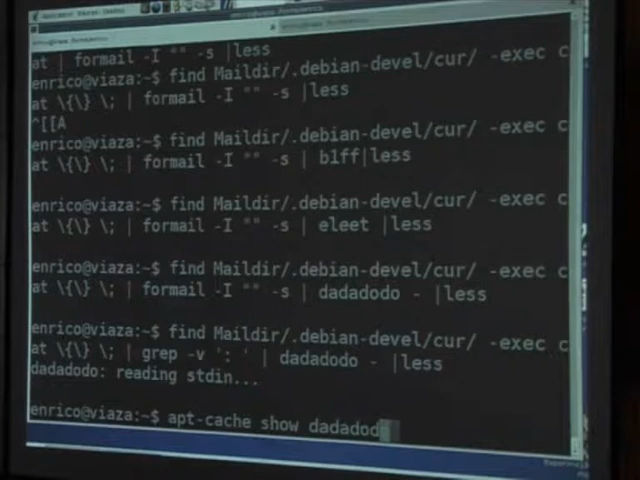 at | formail -I "" -s |less
enrico@viaza:~$ find Maildir/.debian-devel/cur/ -exec c
at \{\} \; | formail -I "" -s |less
^[[A
enrico@viaza:~$ find Maildir/.debian-devel/cur/ -exec c
at \{\} \; | formail -I "" -s | b1ff|less
enrico@viaza:~$ find Maildir/.debian-devel/cur/ -exec c
at \{\} \; | formail -I "" -s | eleet |less
enrico@viaza:~$ find Maildir/.debian-devel/cur/ -exec c
at \{\} \; | formail -I "" -s | dadadodo - |less
enrico@viaza:~$ find Maildir/.debian-devel/cur/ -exec c
at \{\} \; | grep -v ': ' | dadadodo - |less
dadadodo: reading stdin...
enrico@viaza:~$ apt-cache show dadadod